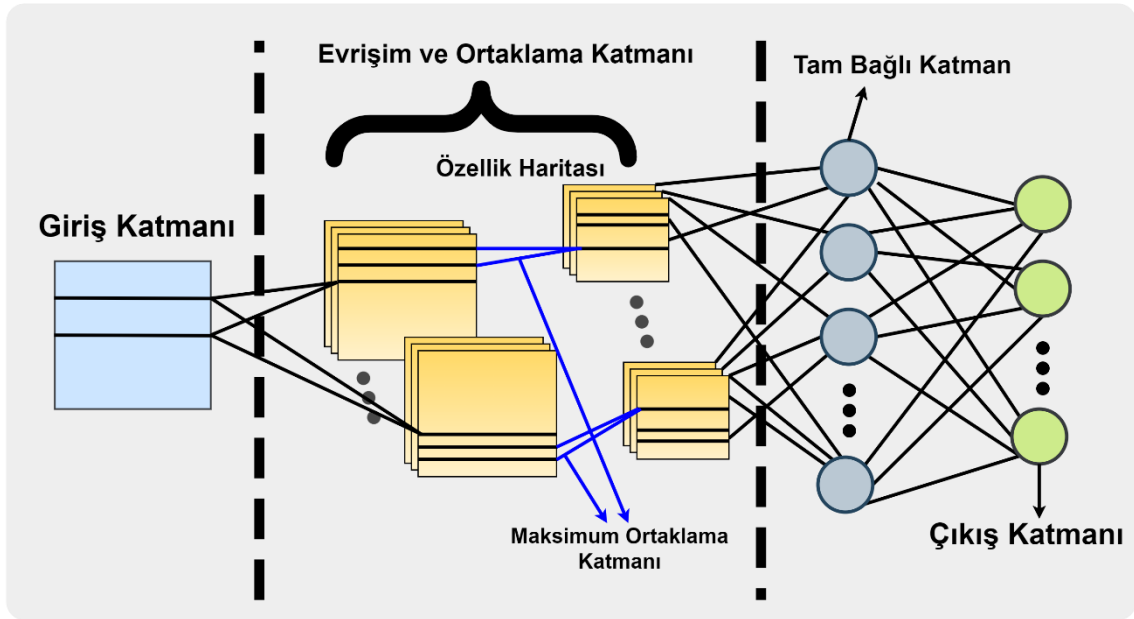 Evrişim ve Ortaklama Katmanı
Tam Bağlı Katman
Özellik Haritası
Giriş Katmanı
Maksimum Ortaklama
Katmanı
Çıkış Katmanı